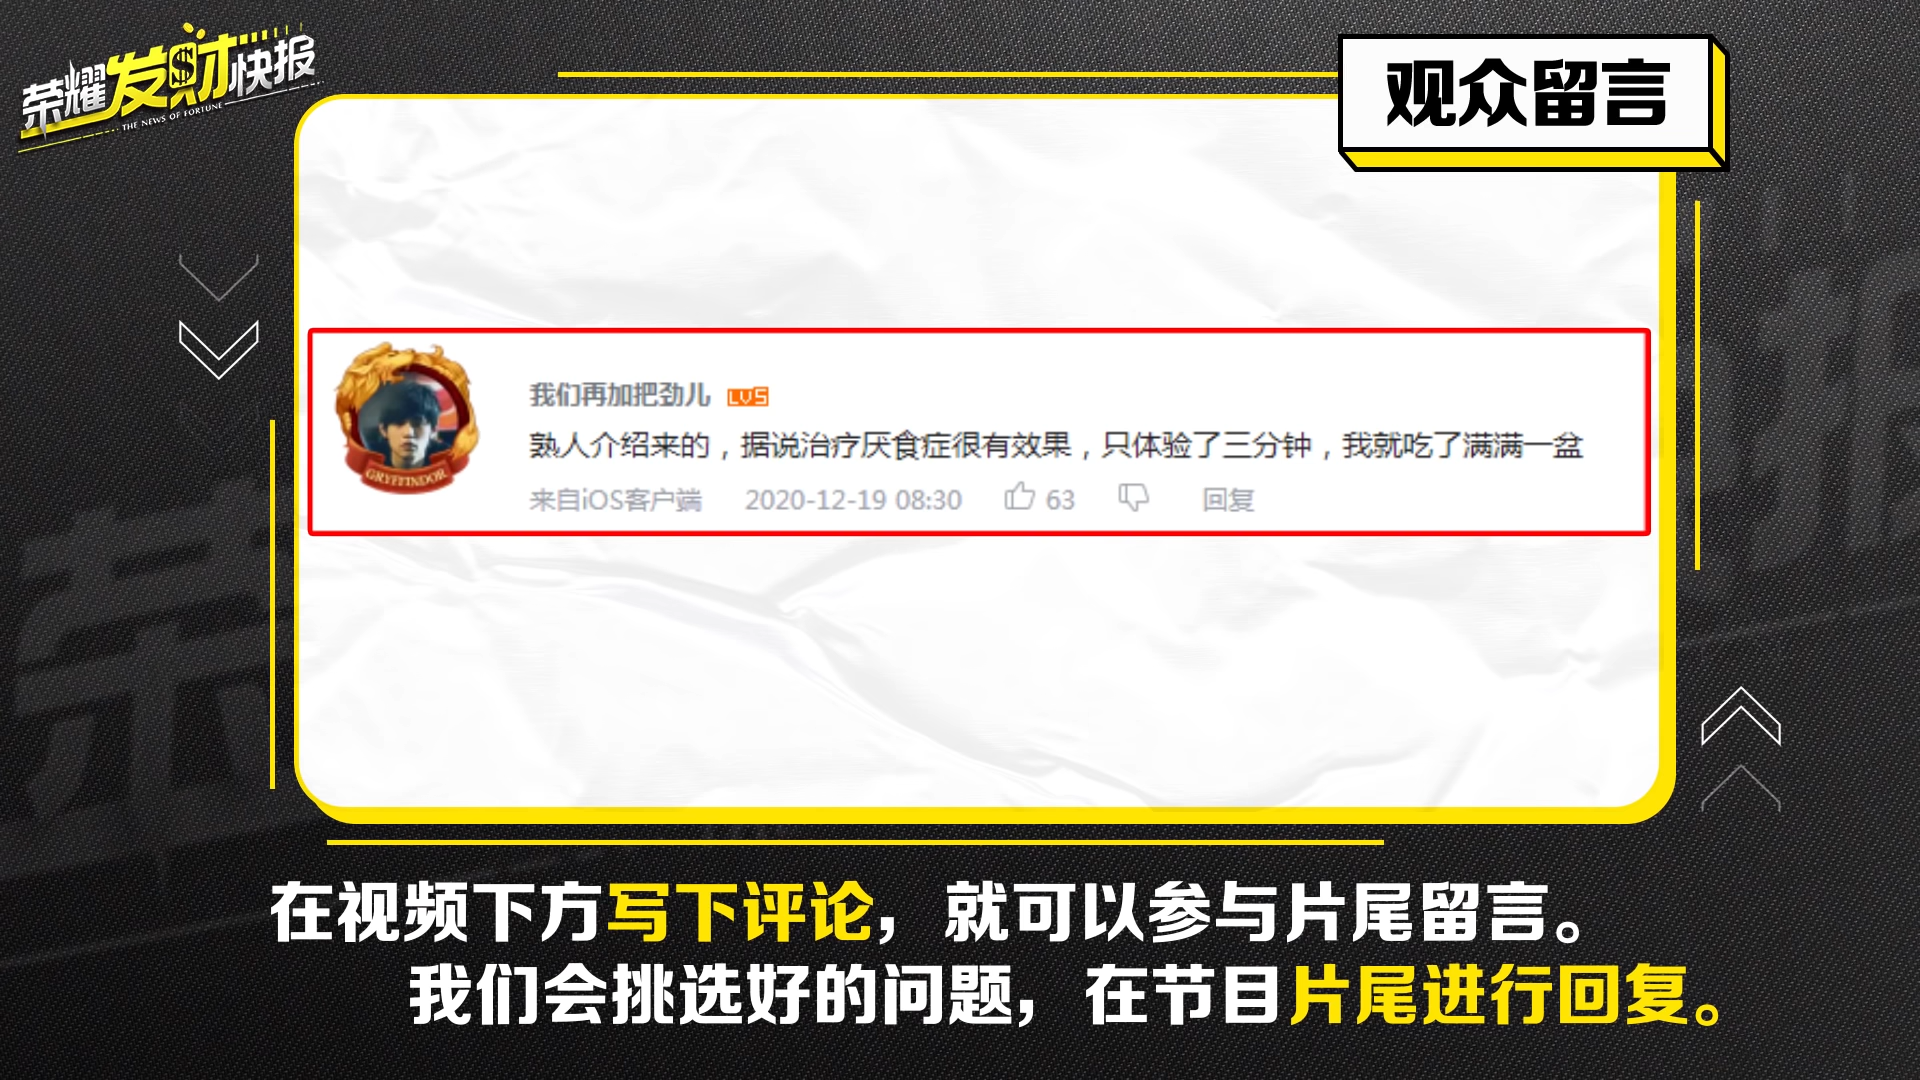 荣耀发财快报
THE NEWS OF FORTUNE
观众留言
我们再加把劲儿 LV5
熟人介绍来的，据说治疗厌食症很有效果，只体验了三分钟，我就吃了满满一盆
GRYFFINDOR
来自iOS客户端 2020-12-19 08:30 63 回复
在视频下方写下评论，就可以参与片尾留言。
我们会挑选好的问题，在节目片尾进行回复。